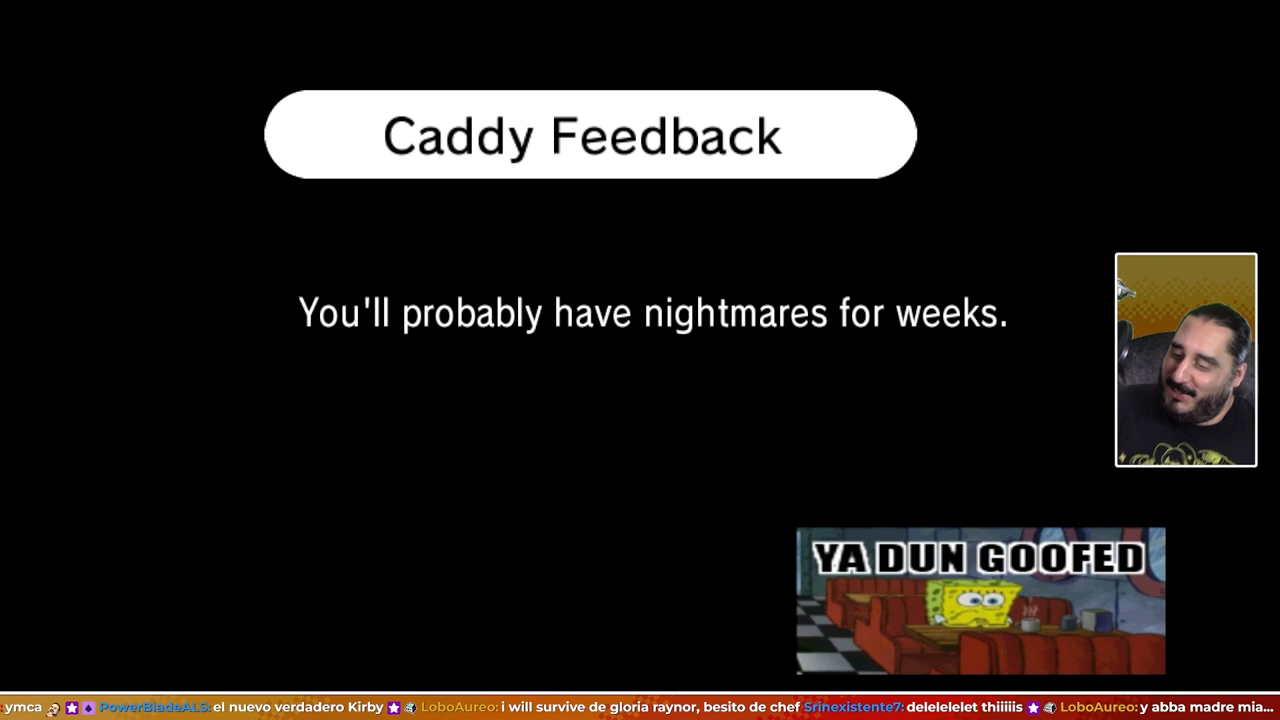 Caddy Feedback
You'll probably have nightmares for weeks.
YA DUN GOOFED
: ymca PowerBladeALS: el nuevo verdadero Kirby LoboAureo: i will survive de gloria raynor, besito de chef Srinexistente7: delelelelet thiiiiis LoboAureo: y abba madre mia...